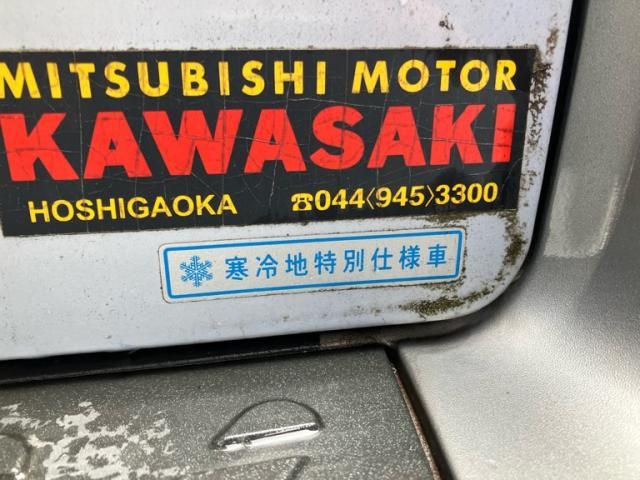 MITSUBISHI MOTOR
KAWASAKI
HOSHIGAOKA ☎044〈945〉3300
寒冷地特別仕様車